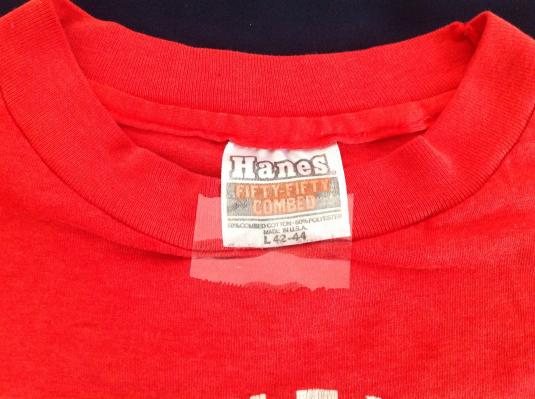 Hanes
FIFTY-FIFTY
COMBED
50% COMBED COTTON-50% POLYESTER
MADE IN U.S.A.
L 42-44